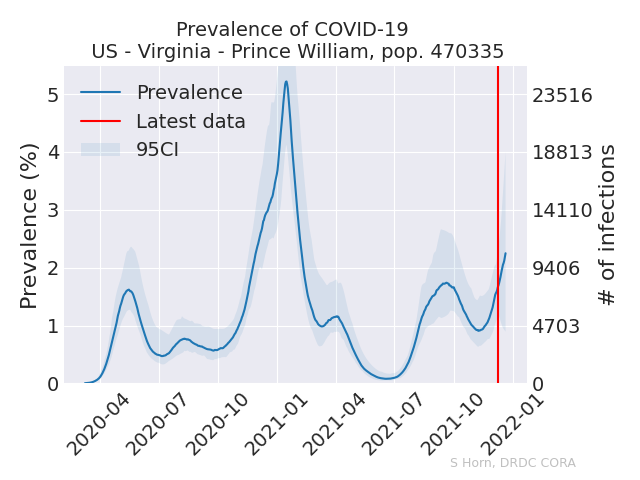 Prevalence of COVID-19
US - Virginia - Prince William, pop. 470335
Prevalence (%)
5
4
3
2
1
0
Prevalence
Latest data
95CI
23516
18813
14110
9406
4703
0
# of infections
2020-04
2020-07
2020-10
2021-01
2021-04
2021-07
2021-10
2022-01
S Horn, DRDC CORA